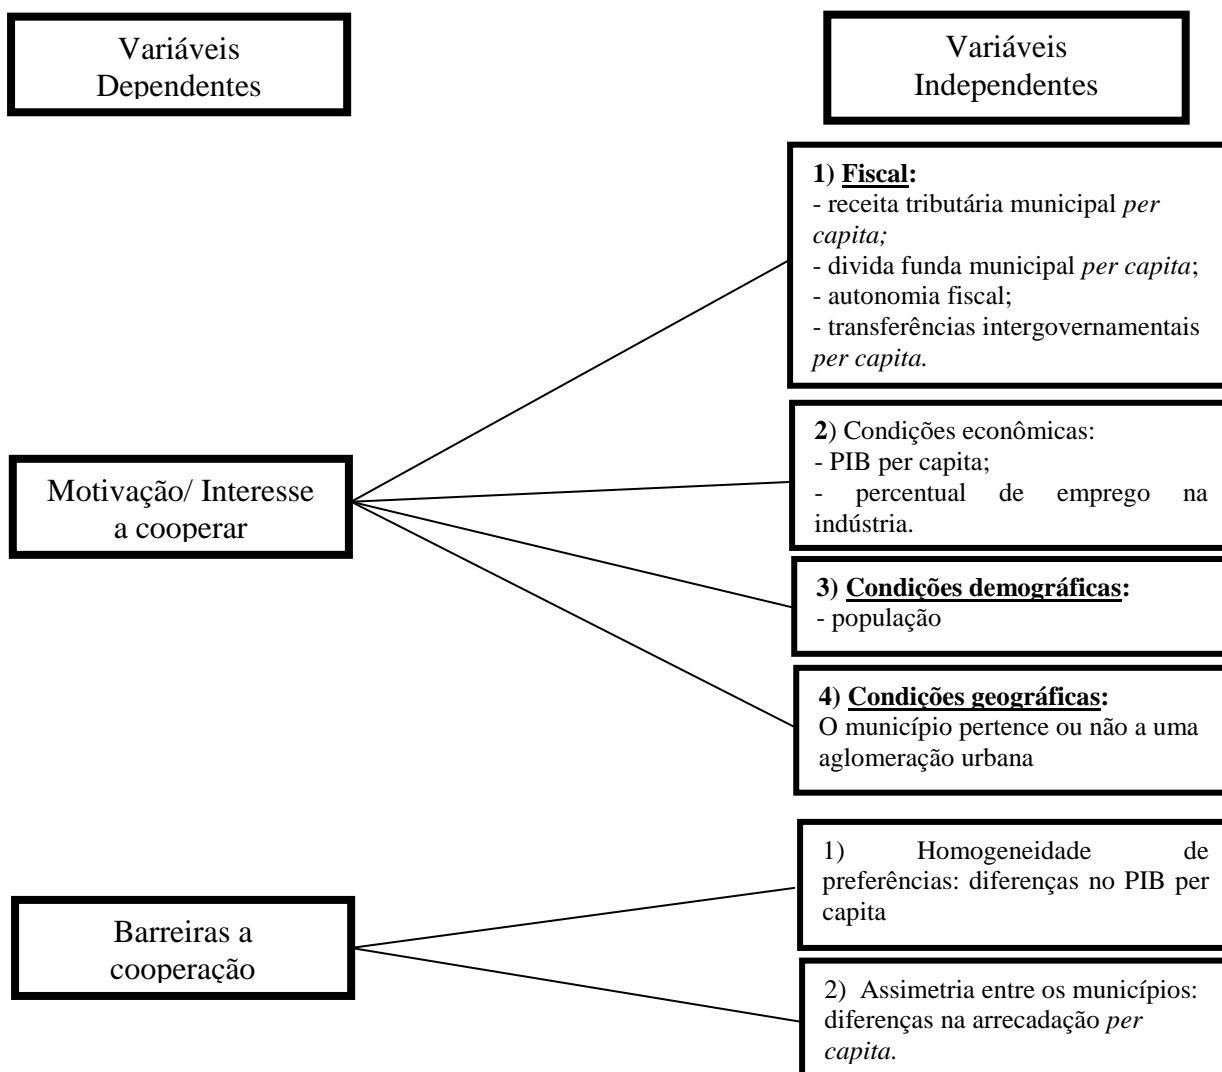 Variáveis
Dependentes
Variáveis
Independentes
1) Fiscal:
- receita tributária municipal per
capita;
- divida funda municipal per capita;
- autonomia fiscal;
- transferências intergovernamentais
per capita.
Motivação/ Interesse
a cooperar
2) Condições econômicas:
- PIB per capita;
- percentual de emprego na
indústria.
3) Condições demográficas:
- população
4) Condições geográficas:
O município pertence ou não a uma
aglomeração urbana
Barreiras a
cooperação
1) Homogeneidade de
preferências: diferenças no PIB per
capita
2) Assimetria entre os municípios:
diferenças na arrecadação per
capita.